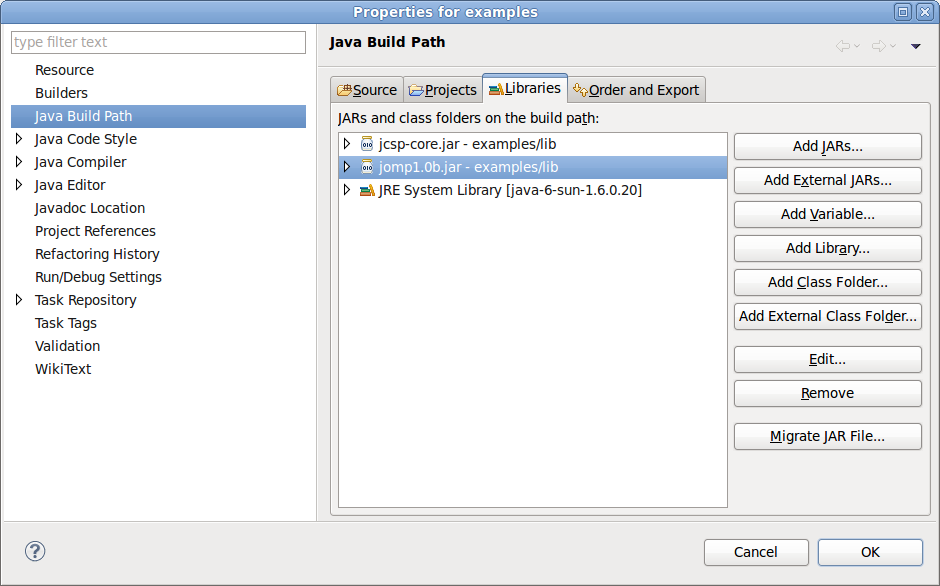 Properties for examples
type filter text
Resource
Builders
Java Build Path
Java Code Style
Java Compiler
Java Editor
Javadoc Location
Project References
Refactoring History
Run/Debug Settings
Task Repository
Task Tags
Validation
WikiText
Java Build Path
Source Projects Libraries Order and Export
JARs and class folders on the build path:
jcsp-core.jar - examples/lib
jomp1.0b.jar - examples/lib
JRE System Library [java-6-sun-1.6.0.20]
Add JARs...
Add External JARs...
Add Variable...
Add Library...
Add Class Folder...
Add External Class Folder...
Edit...
Remove
Migrate JAR File...
?
Cancel OK